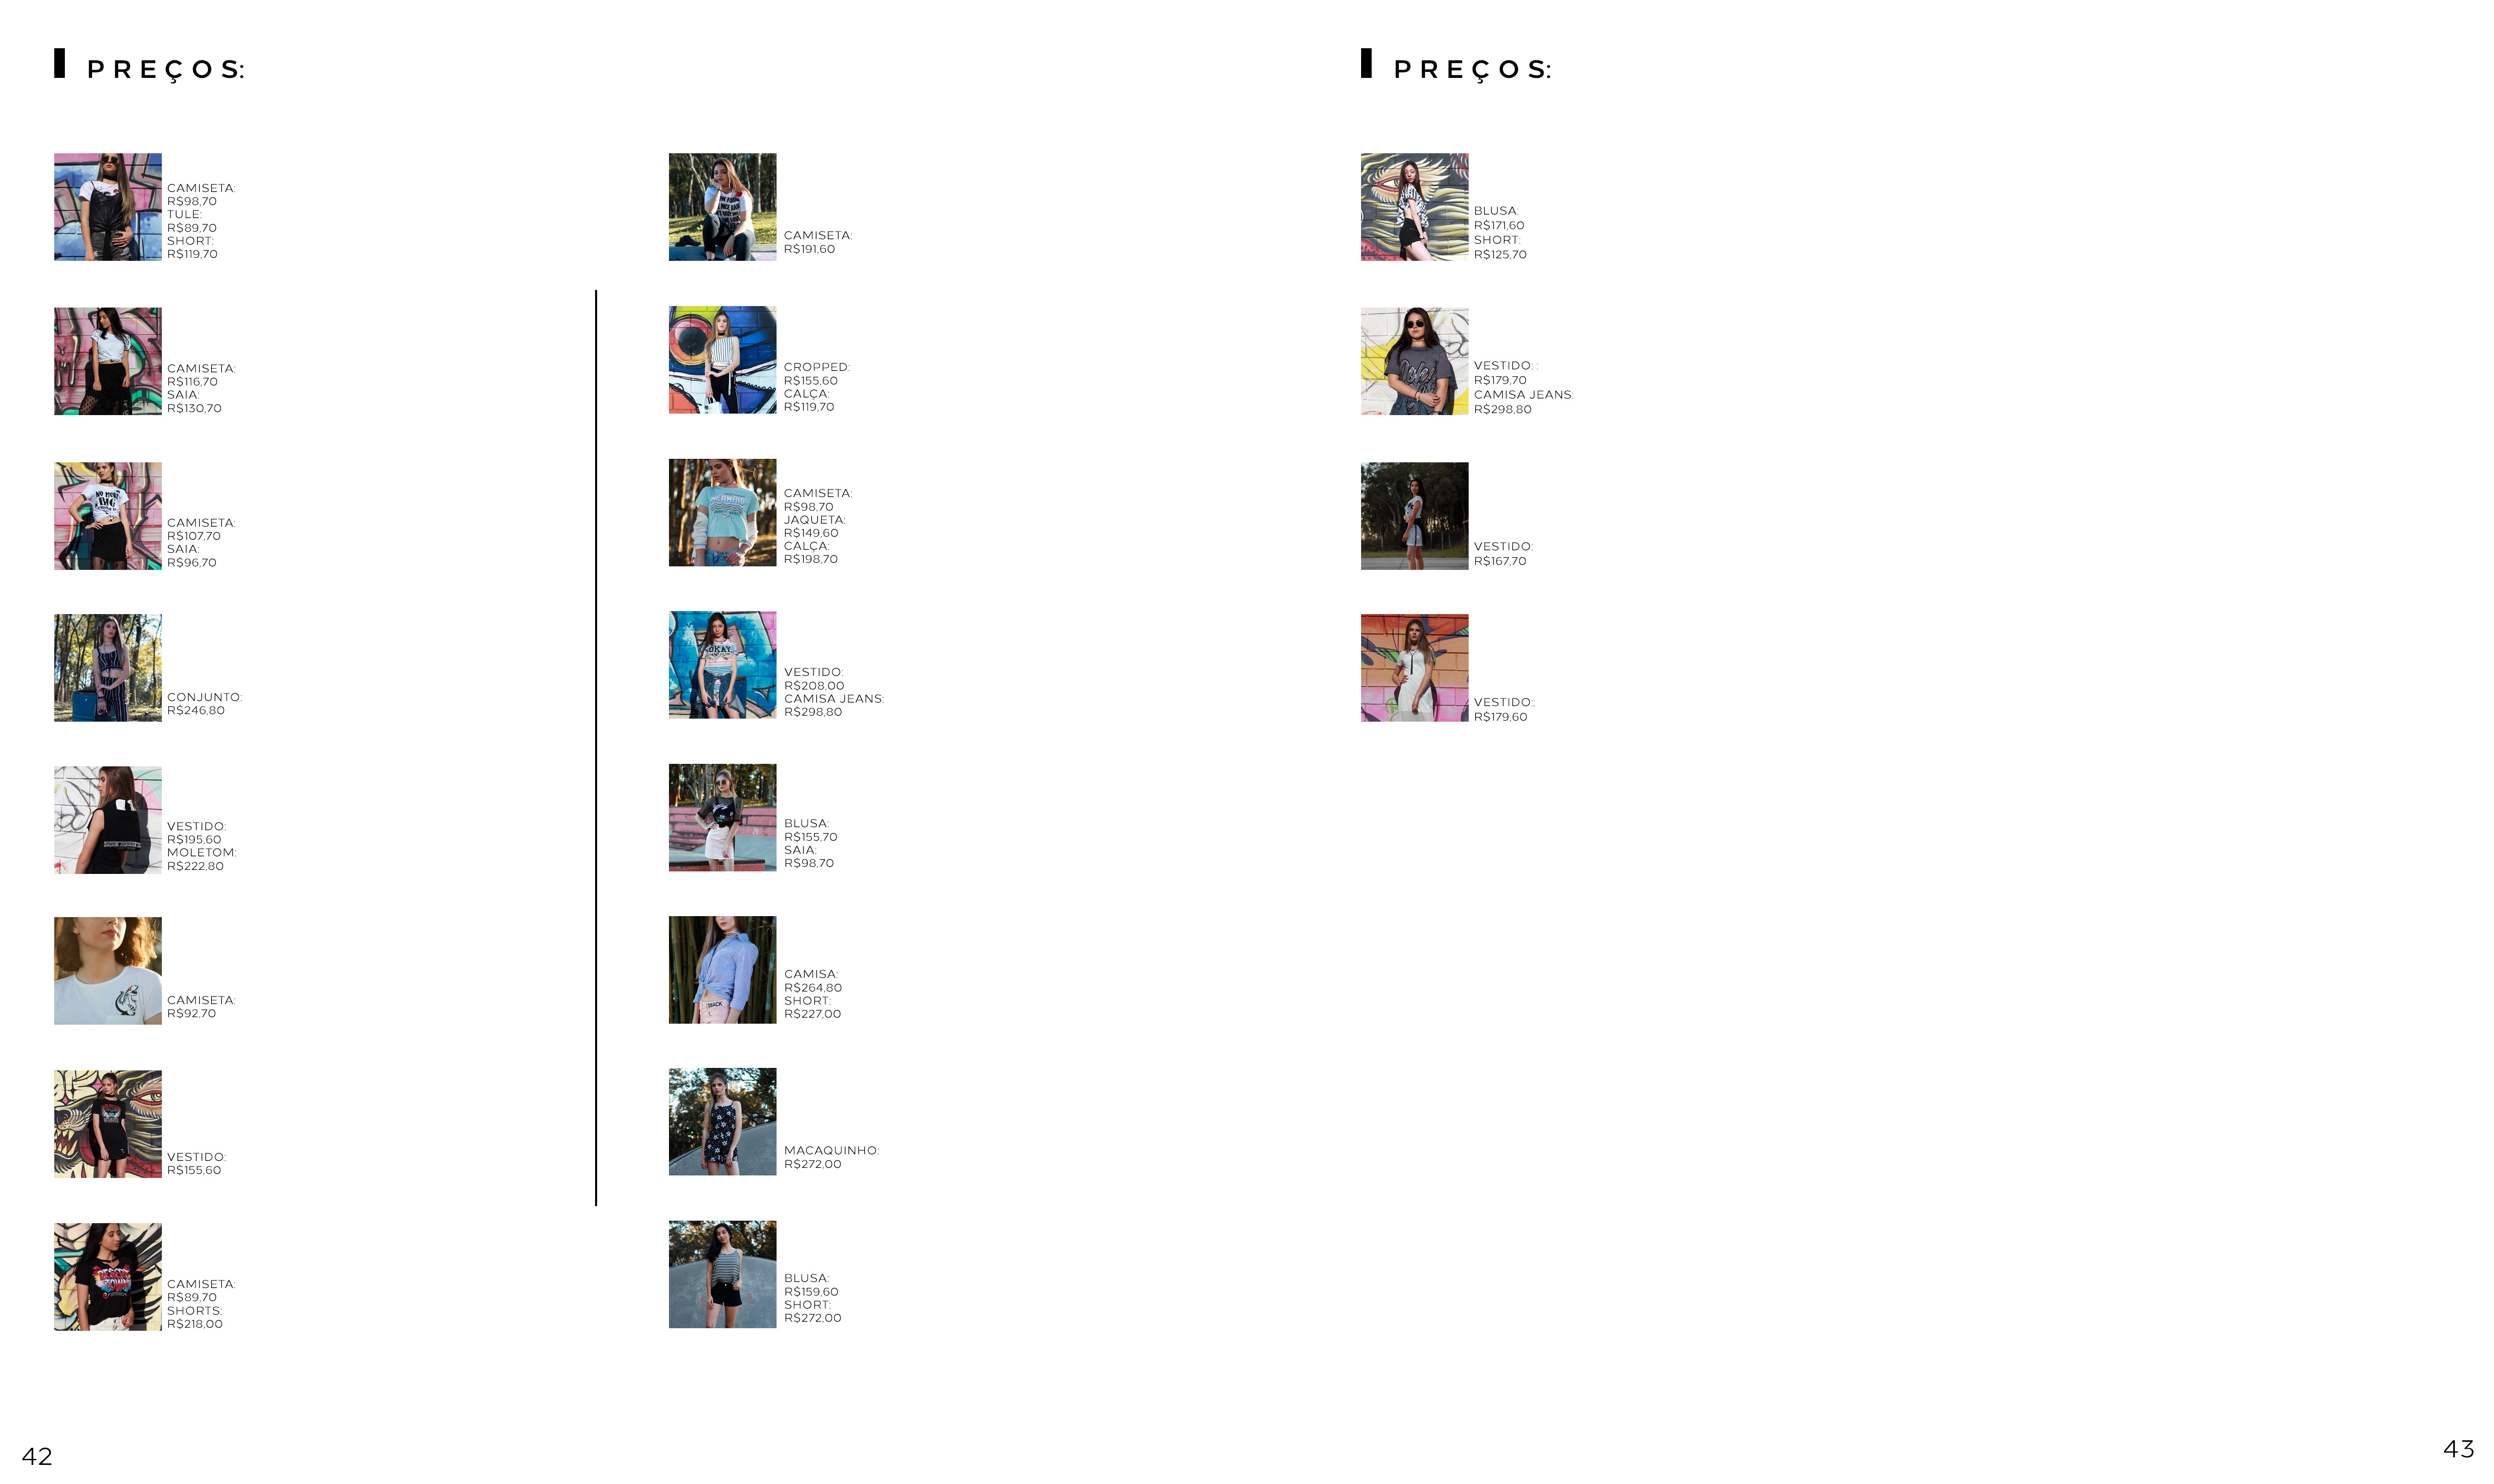 PREÇOS:
CAMISETA:
R$98,70
TULE:
R$89,70
SHORT:
R$119,70
CAMISETA:
R$116,70
SAIA:
R$130,70
NO MORE
BIG
CAMISETA:
R$107,70
SAIA:
R$96,70
CONJUNTO:
R$246,80
VESTIDO:
R$195,60
MOLETOM:
R$222,80
CAMISETA:
R$92,70
VESTIDO:
R$155,60
CAMISETA:
R$89,70
SHORTS:
R$218,00
42
CAMISETA:
R$191,60
CROPPED:
R$155,60
CALÇA:
R$119,70
MERMAID
CAMISETA:
R$98,70
JAQUETA:
R$149,60
CALÇA:
R$198,70
OKAY.
VESTIDO:
R$208,00
CAMISA JEANS:
R$298,80
BLUSA:
R$155,70
SAIA:
R$98,70
CAMISA:
R$264,80
SHORT:
R$227,00
MACAQUINHO:
R$272,00
BLUSA:
R$159,60
SHORT:
R$272,00
PREÇOS:
BLUSA:
R$171,60
SHORT:
R$125,70
VESTIDO: :
R$179,70
CAMISA JEANS:
R$298,80
VESTIDO:
R$167,70
VESTIDO::
R$179,60
43